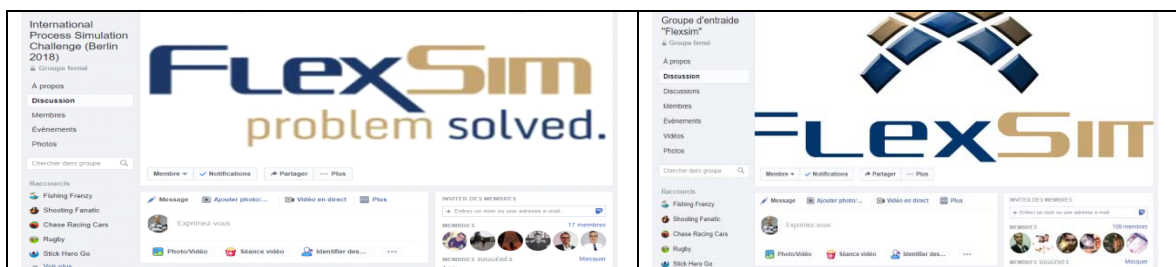 International
Process Simulation
Challenge (Berlin
2018)
Groupe fermé
À propos
Discussion
Membres
Évènements
Photos
Chercher dans groupe
Raccourcis
Fishing Frenzy
Shooting Fanatic
Chase Racing Cars
Rugby
Stick Hero Go
Voir plus
FLEXSIM
problem solved.
Membre Notifications Partager ... Plus
Message Ajouter photo/... Vidéo en direct Plus
Exprimez-vous
Photo/Vidéo Séance vidéo Identifier des... ...
INVITER DES MEMBRES
+ Entrez un nom ou une adresse e-mail
MEMBRES 17 membres
MEMBRES SUGGÉRÉS Masquer
Groupe d'entraide
"Flexsim"
Groupe fermé
À propos
Discussion
Discussions
Membres
Évènements
Vidéos
Photos
Chercher dans groupe
Raccourcis
Fishing Frenzy
Shooting Fanatic
Chase Racing Cars
Rugby
Stick Hero Go
FLEXSIM
Membre Notifications Partager ... Plus
Message Ajouter photo/... Vidéo en direct Plus
Exprimez-vous
Photo/Vidéo Séance vidéo Identifier des... ...
INVITER DES MEMBRES
+ Entrez un nom ou une adresse e-mail
MEMBRES
MEMBRES SUGGÉRÉS Masquer